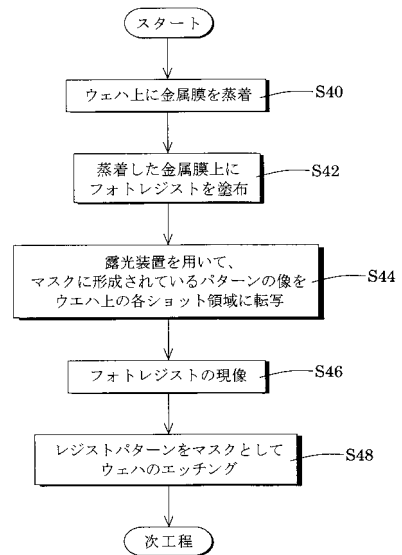 スタート
ウェハ上に金属膜を蒸着
S40
蒸着した金属膜上に
フォトレジストを塗布
S42
露光装置を用いて、
マスクに形成されているパターンの像を
ウエハ上の各ショット領域に転写
S44
フォトレジストの現像
S46
レジストパターンをマスクとして
ウェハのエッチング
S48
次工程